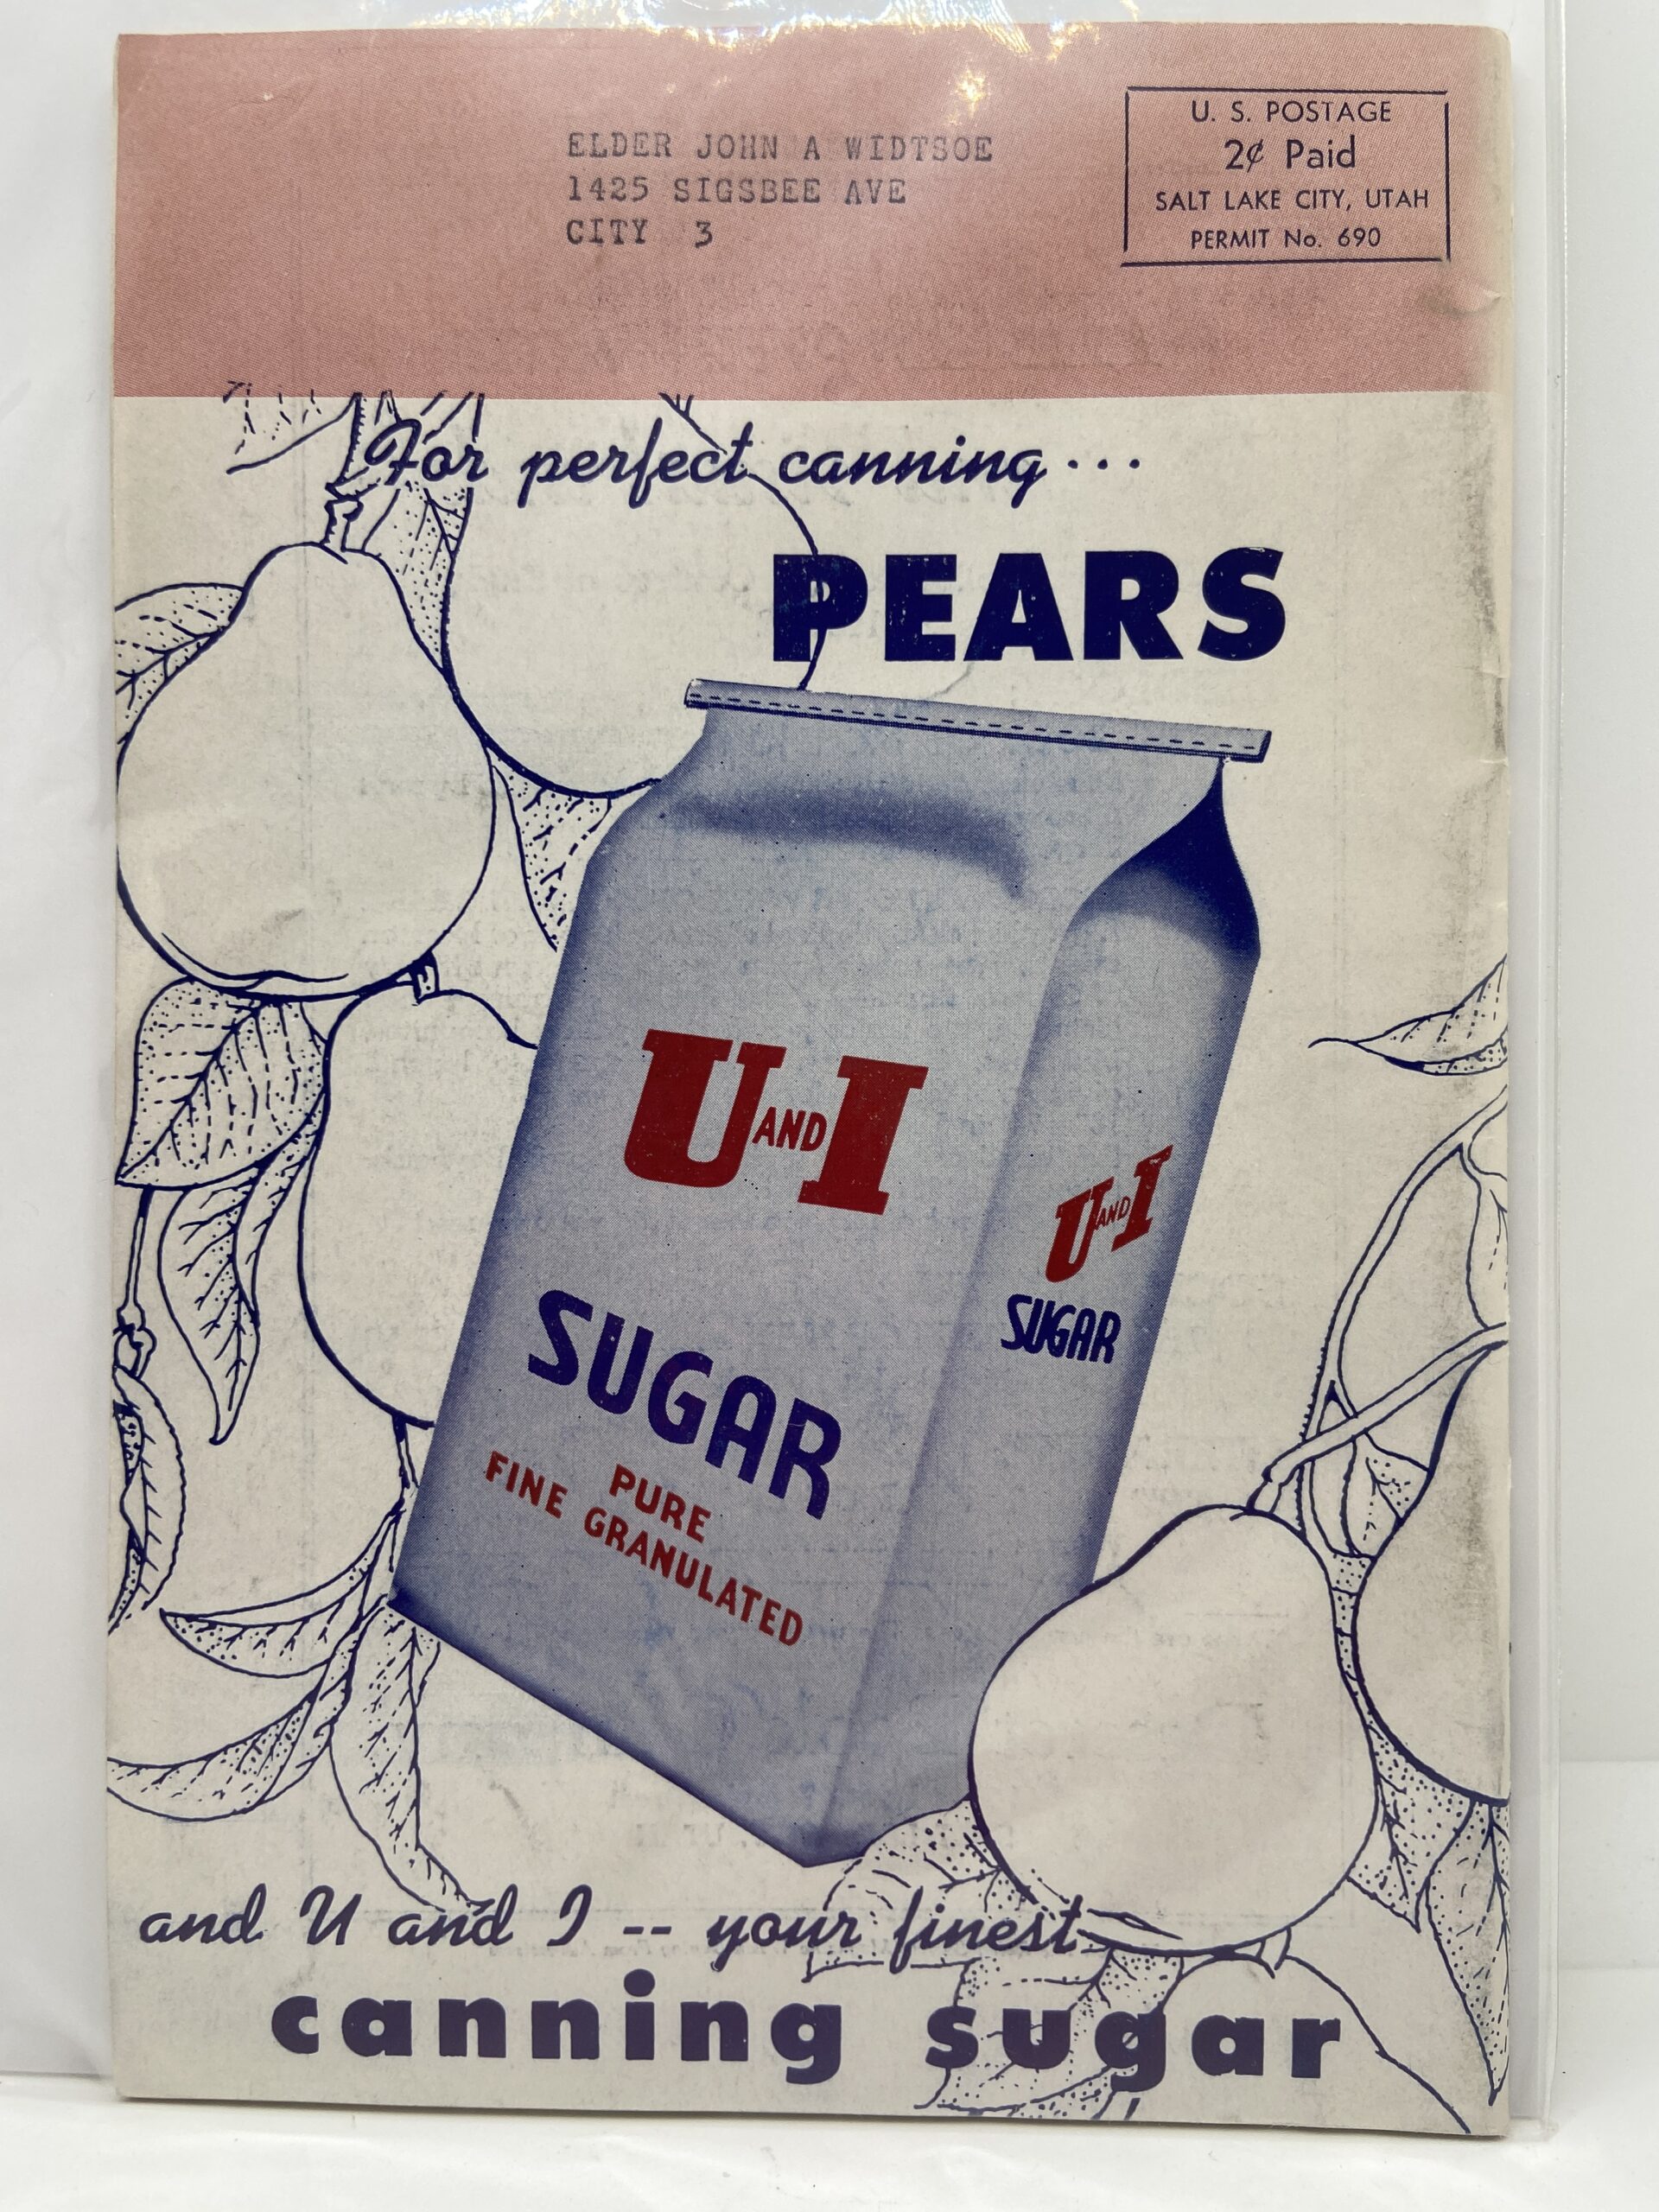 ELDER JOHN A WIDTSOE
1425 SIGSBEE AVE
CITY 3
U. S. POSTAGE
2¢ Paid
SALT LAKE CITY, UTAH
PERMIT No. 690
For perfect canning...
PEARS
U AND I
SUGAR
PURE
FINE GRANULATED
U AND I
SUGAR
and U and I -- your finest
canning sugar